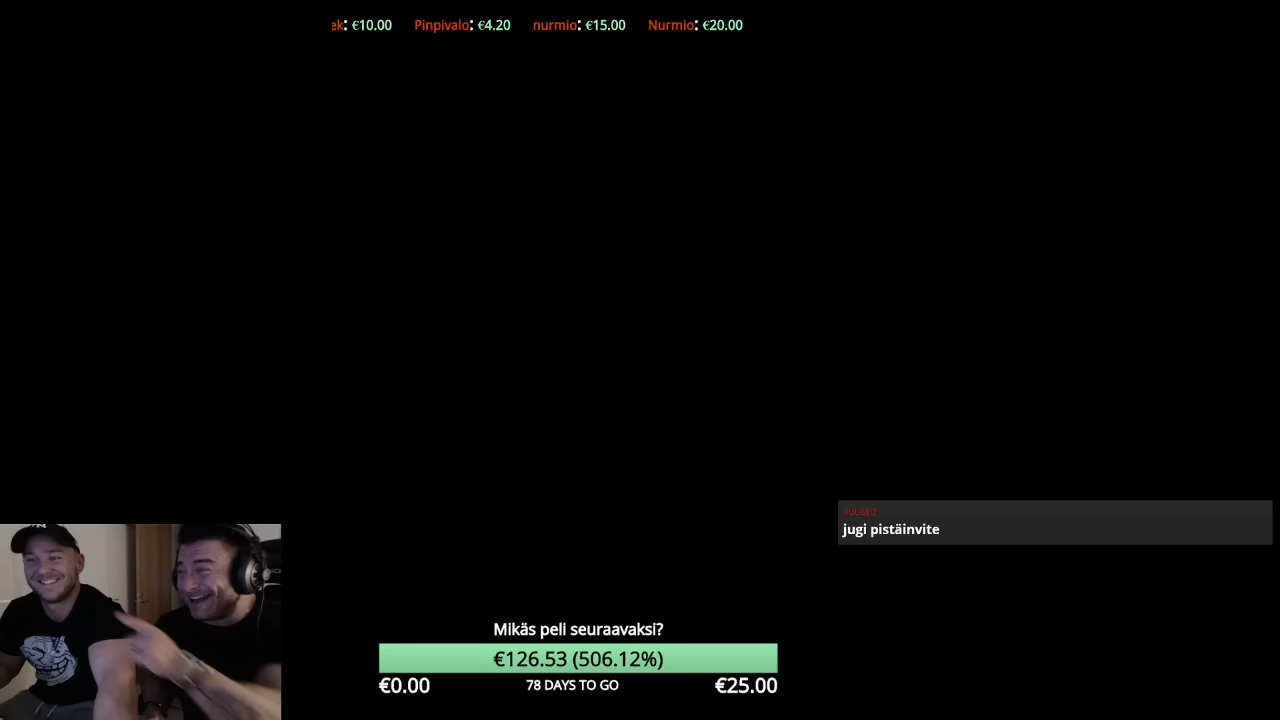 ek: €10.00 Pinpivalo: €4.20 nurmio: €15.00 Nurmio: €20.00
jugi pistäinvite
Mikäs peli seuraavaksi?
€126.53 (506.12%)
€0.00 78 DAYS TO GO €25.00